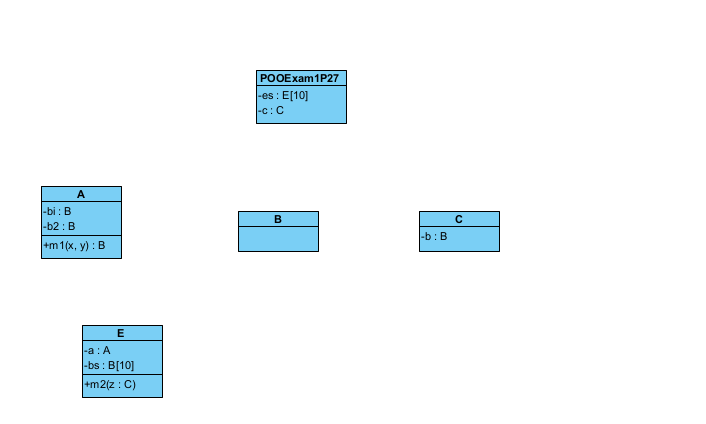 POOExam1P27
-es : E[10]
-c : C
A
-bi : B
-b2 : B
+m1(x, y) : B
B
C
-b : B
E
-a : A
-bs : B[10]
+m2(z : C)